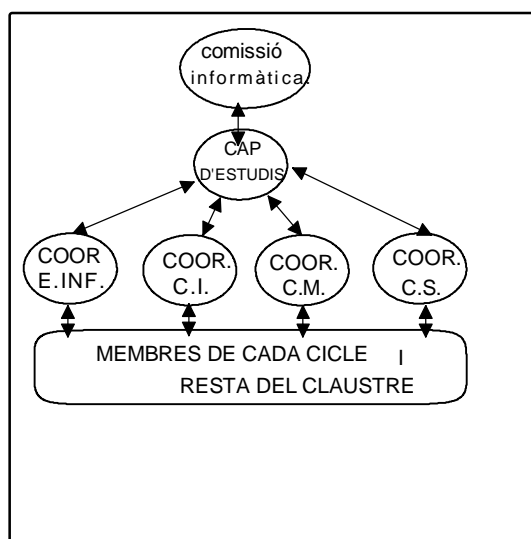 comissió
informàtica.
CAP
D'ESTUDIS
COOR
E.INF.
COOR.
C.I.
COOR.
C.M.
COOR.
C.S.
MEMBRES DE CADA CICLE I
RESTA DEL CLAUSTRE